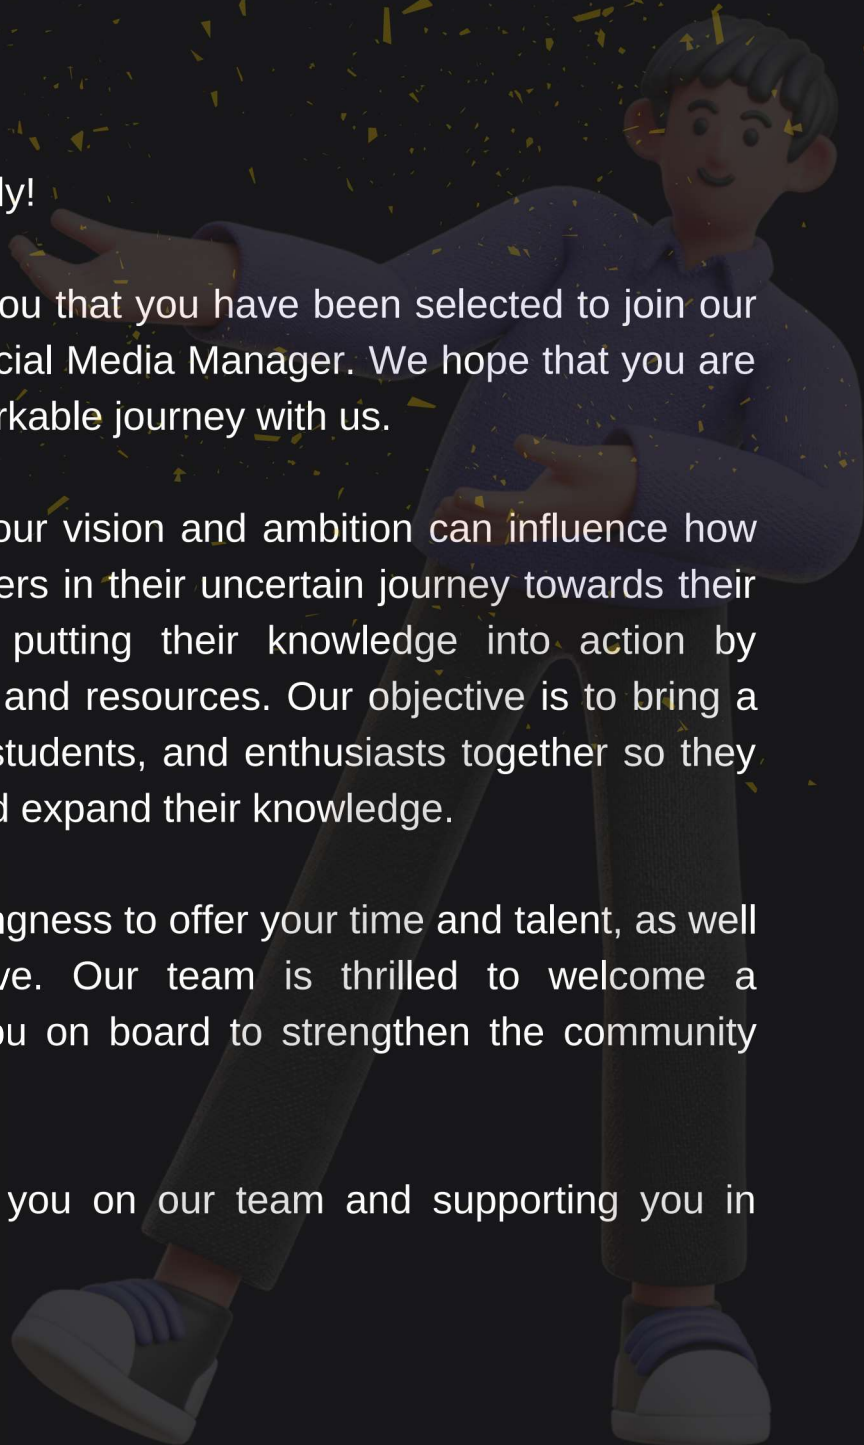 ly!
ou that you have been selected to join our
cial Media Manager. We hope that you are
rkable journey with us.
our vision and ambition can influence how
ers in their uncertain journey towards their
putting their knowledge into action by
and resources. Our objective is to bring a
students, and enthusiasts together so they
d expand their knowledge.
ngness to offer your time and talent, as well
ve. Our team is thrilled to welcome a
ou on board to strengthen the community
you on our team and supporting you in